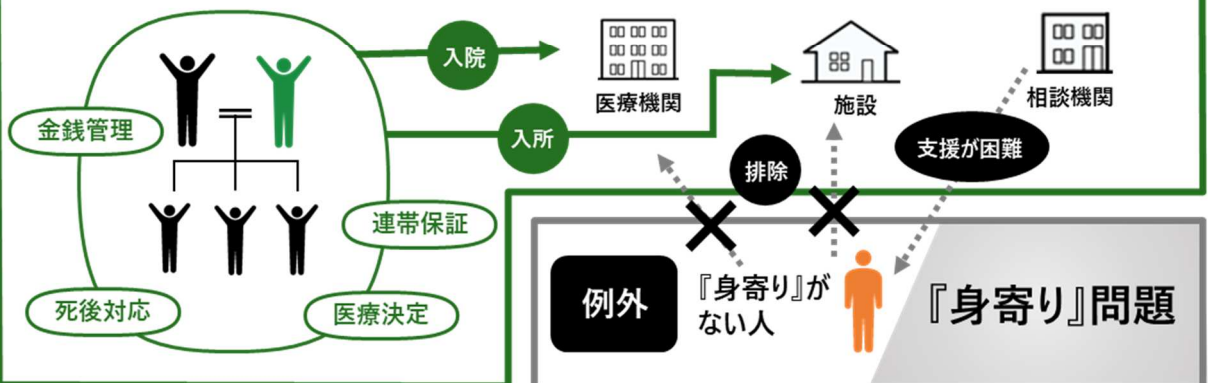 入院
医療機関
施設
相談機関
金銭管理
入所
支援が困難
排除
連帯保証
死後対応
医療決定
例外
『身寄り』が
ない人
『身寄り』問題